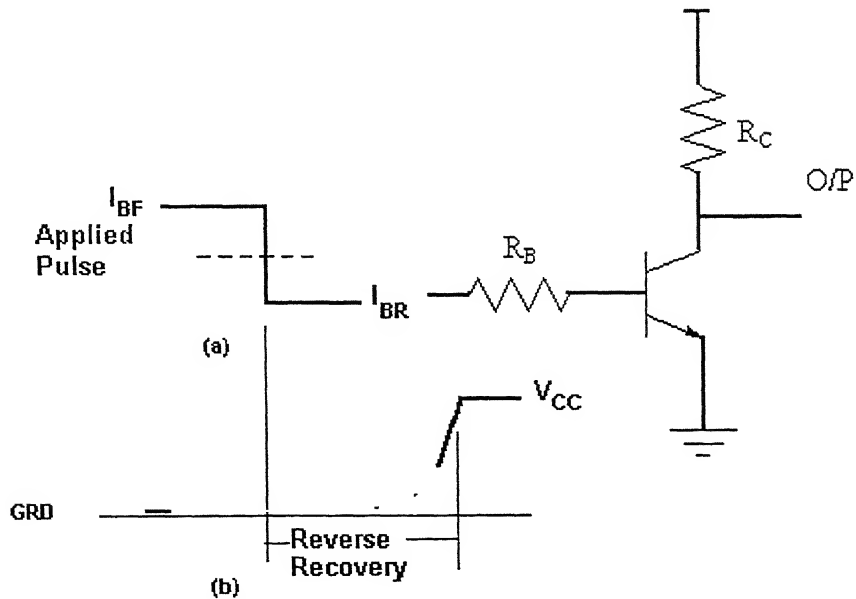 R_C
O/P
I_BF
Applied
Pulse
R_B
I_BR
(a)
V_CC
GRD
Reverse
Recovery
(b)